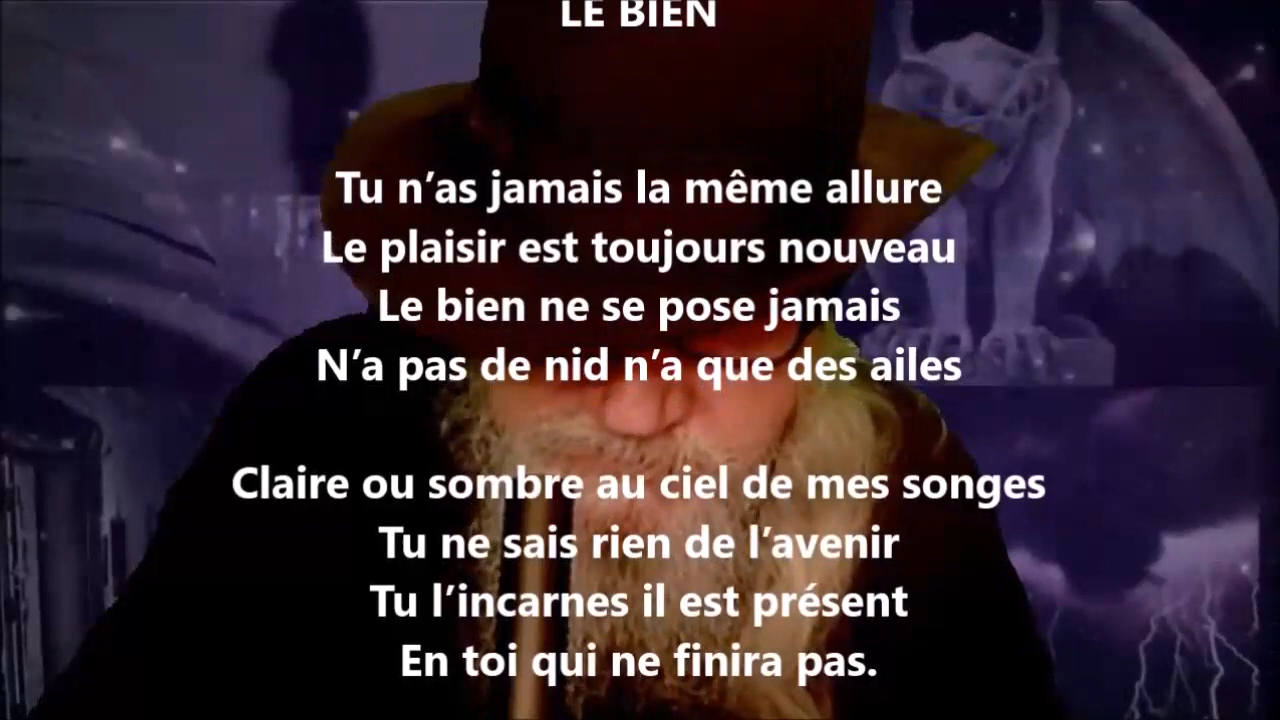 LE BIEN
Tu n’as jamais la même allure
Le plaisir est toujours nouveau
Le bien ne se pose jamais
N’a pas de nid n’a que des ailes
Claire ou sombre au ciel de mes songes
Tu ne sais rien de l’avenir
Tu l’incarnes il est présent
En toi qui ne finira pas.